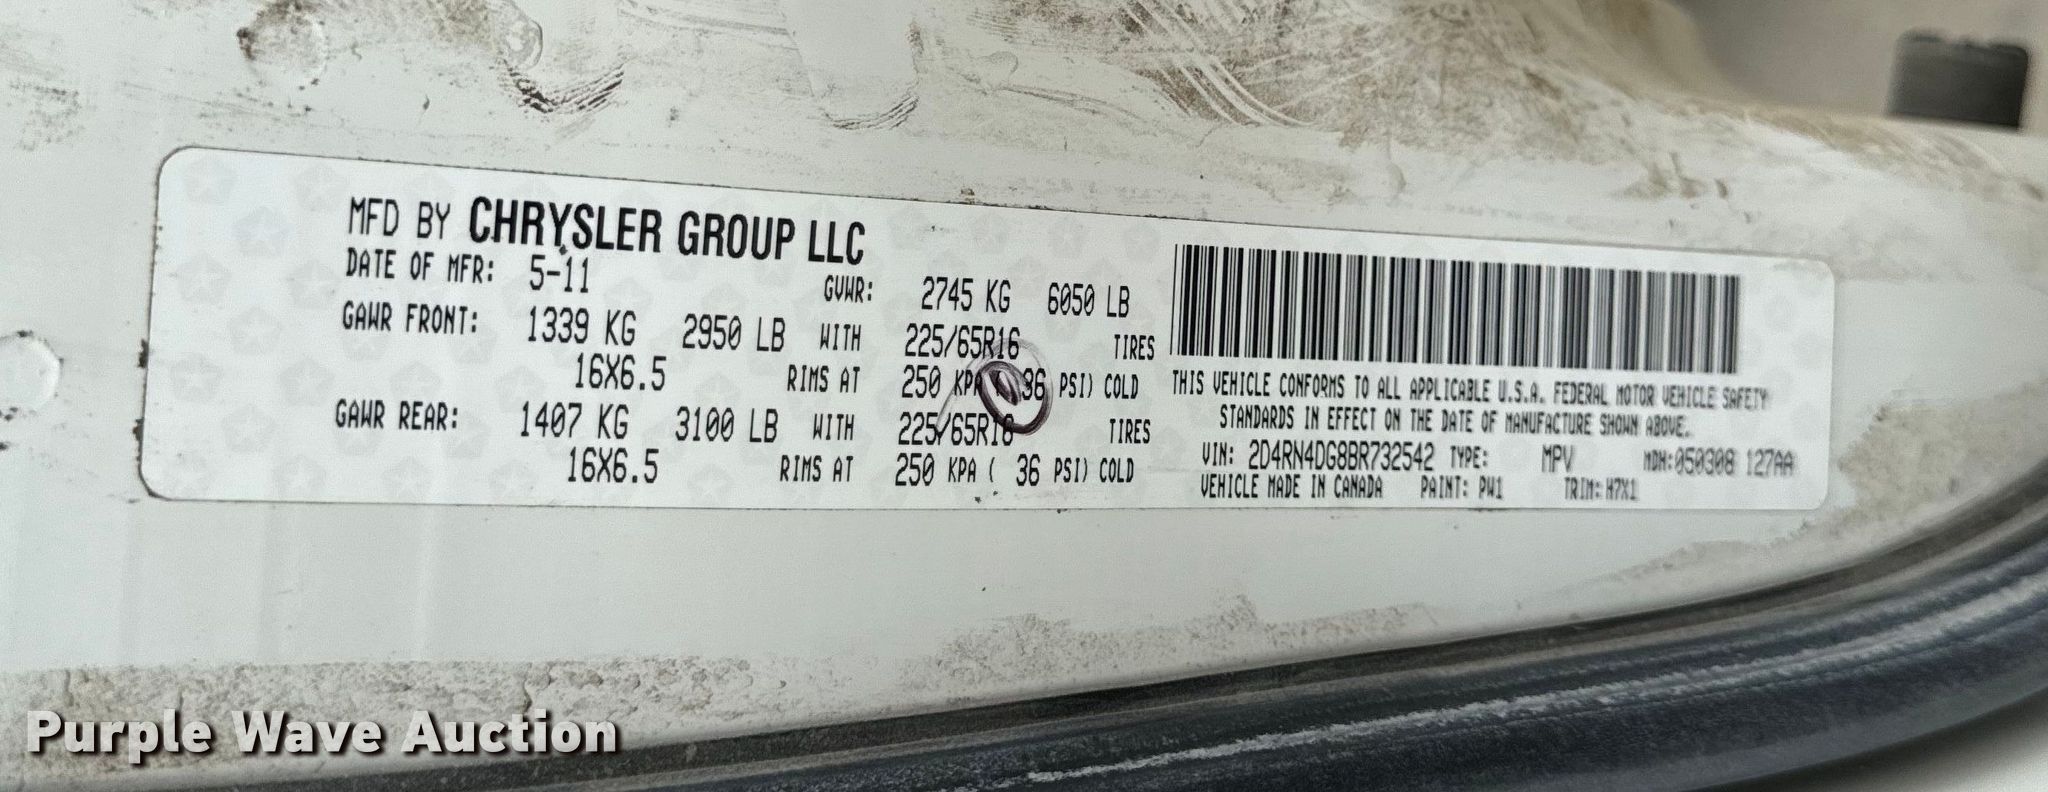 MFD BY CHRYSLER GROUP LLC
DATE OF MFR: 5-11 GVWR: 2745 KG 6050 LB
GAWR FRONT: 1339 KG 2950 LB WITH 225/65R16 TIRES
16X6.5 RIMS AT 250 KPA ( 36 PSI) COLD
GAWR REAR: 1407 KG 3100 LB WITH 225/65R16 TIRES
16X6.5 RIMS AT 250 KPA ( 36 PSI) COLD
THIS VEHICLE CONFORMS TO ALL APPLICABLE U.S.A. FEDERAL MOTOR VEHICLE SAFETY
STANDARDS IN EFFECT ON THE DATE OF MANUFACTURE SHOWN ABOVE.
VIN: 2D4RN4DG8BR732542 TYPE: MPV MDH:050308 127AA
VEHICLE MADE IN CANADA PAINT: PW1 TRIM: H7X1
Purple Wave Auction